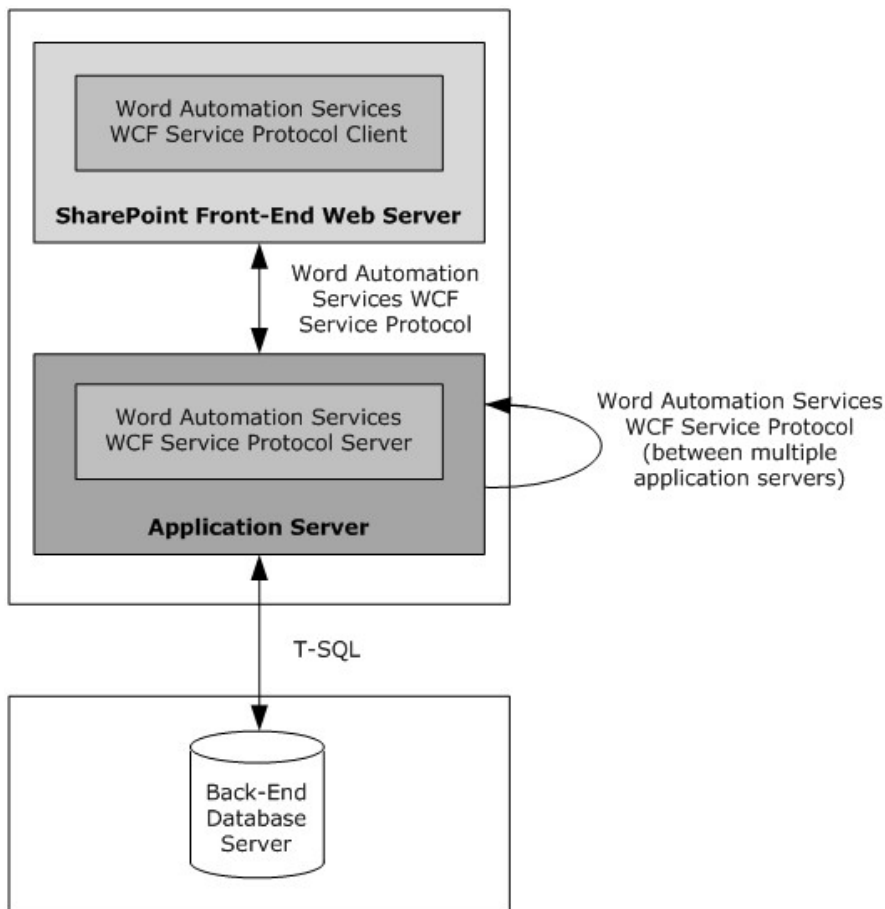 Word Automation Services
WCF Service Protocol Client
SharePoint Front-End Web Server
Word Automation
Services WCF
Service Protocol
Word Automation Services
WCF Service Protocol Server
Application Server
Word Automation Services
WCF Service Protocol
(between multiple
application servers)
T-SQL
Back-End
Database
Server